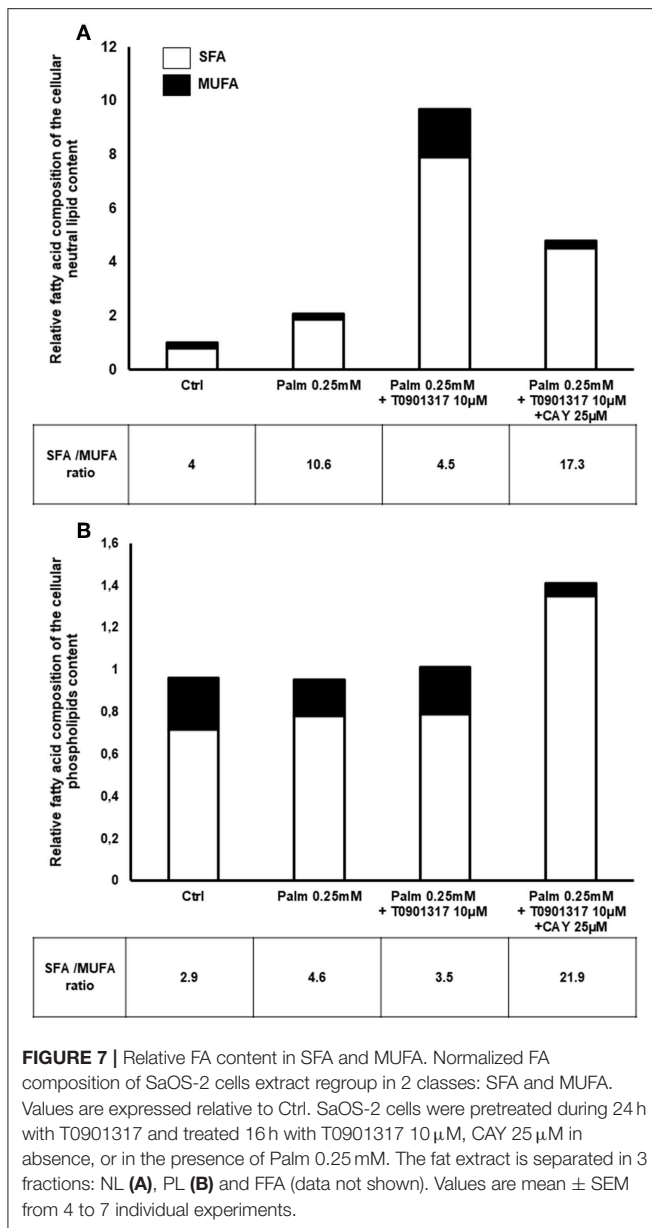 A
Relative fatty acid composition of the cellular
neutral lipid content
12
10
8
6
4
2
0
SFA
MUFA
Ctrl
Palm 0.25mM
Palm 0.25mM
+ T0901317 10µM
Palm 0.25mM
+ T0901317 10µM
+CAY 25µM
SFA /MUFA
ratio
4
10.6
4.5
17.3
B
Relative fatty acid composition of the cellular
phospholipids content
1,6
1,4
1,2
1
0,8
0,6
0,4
0,2
0
Ctrl
Palm 0.25mM
Palm 0.25mM
+ T0901317 10µM
Palm 0.25mM
+ T0901317 10µM
+CAY 25µM
SFA /MUFA
ratio
2.9
4.6
3.5
21.9
FIGURE 7 | Relative FA content in SFA and MUFA. Normalized FA
composition of SaOS-2 cells extract regroup in 2 classes: SFA and MUFA.
Values are expressed relative to Ctrl. SaOS-2 cells were pretreated during 24 h
with T0901317 and treated 16 h with T0901317 10 µM, CAY 25 µM in
absence, or in the presence of Palm 0.25 mM. The fat extract is separated in 3
fractions: NL (A), PL (B) and FFA (data not shown). Values are mean ± SEM
from 4 to 7 individual experiments.